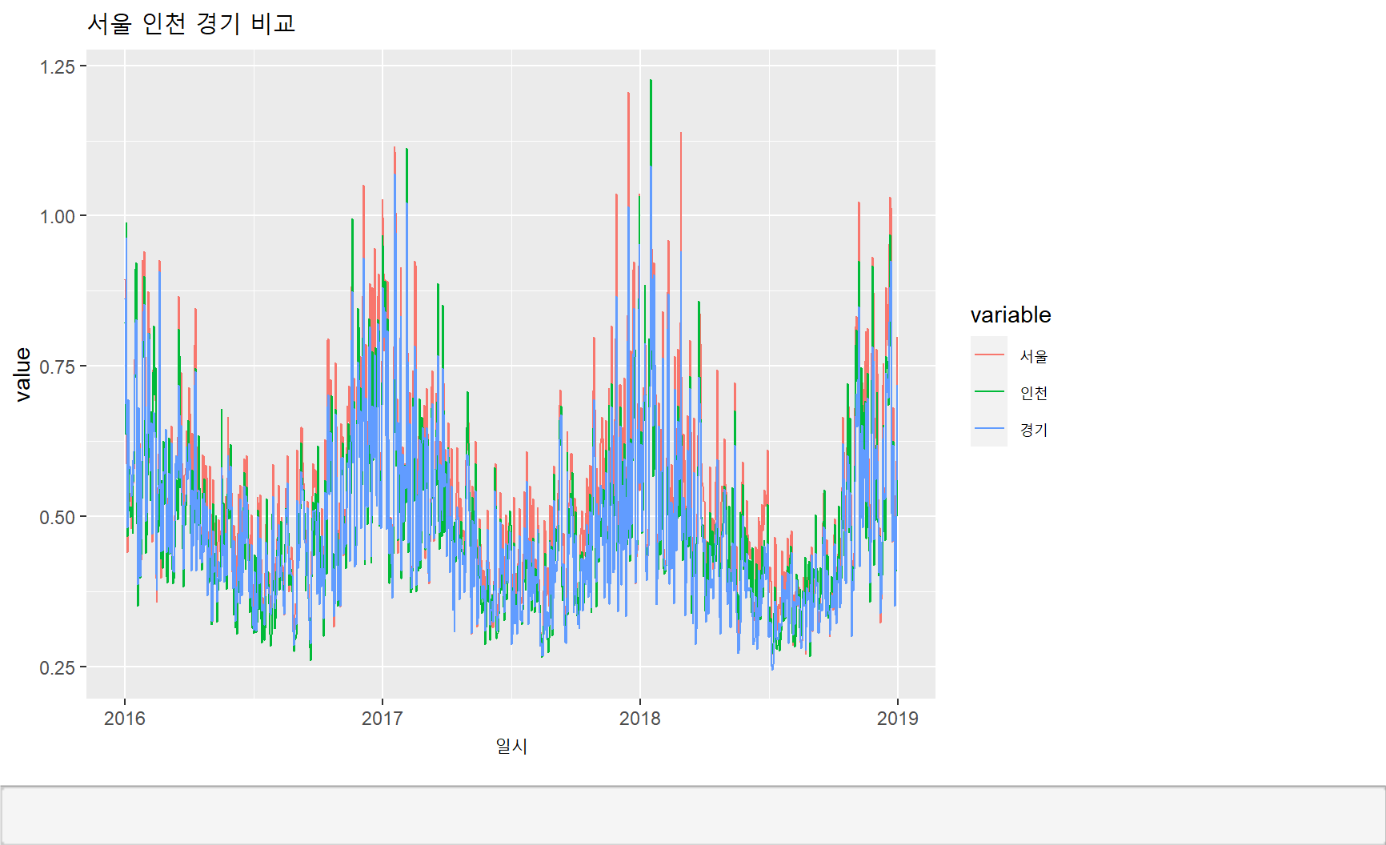 서울 인천 경기 비교
1.25
1.00
0.75
0.50
0.25
value
2016 2017 2018 2019
일시
variable
서울
인천
경기